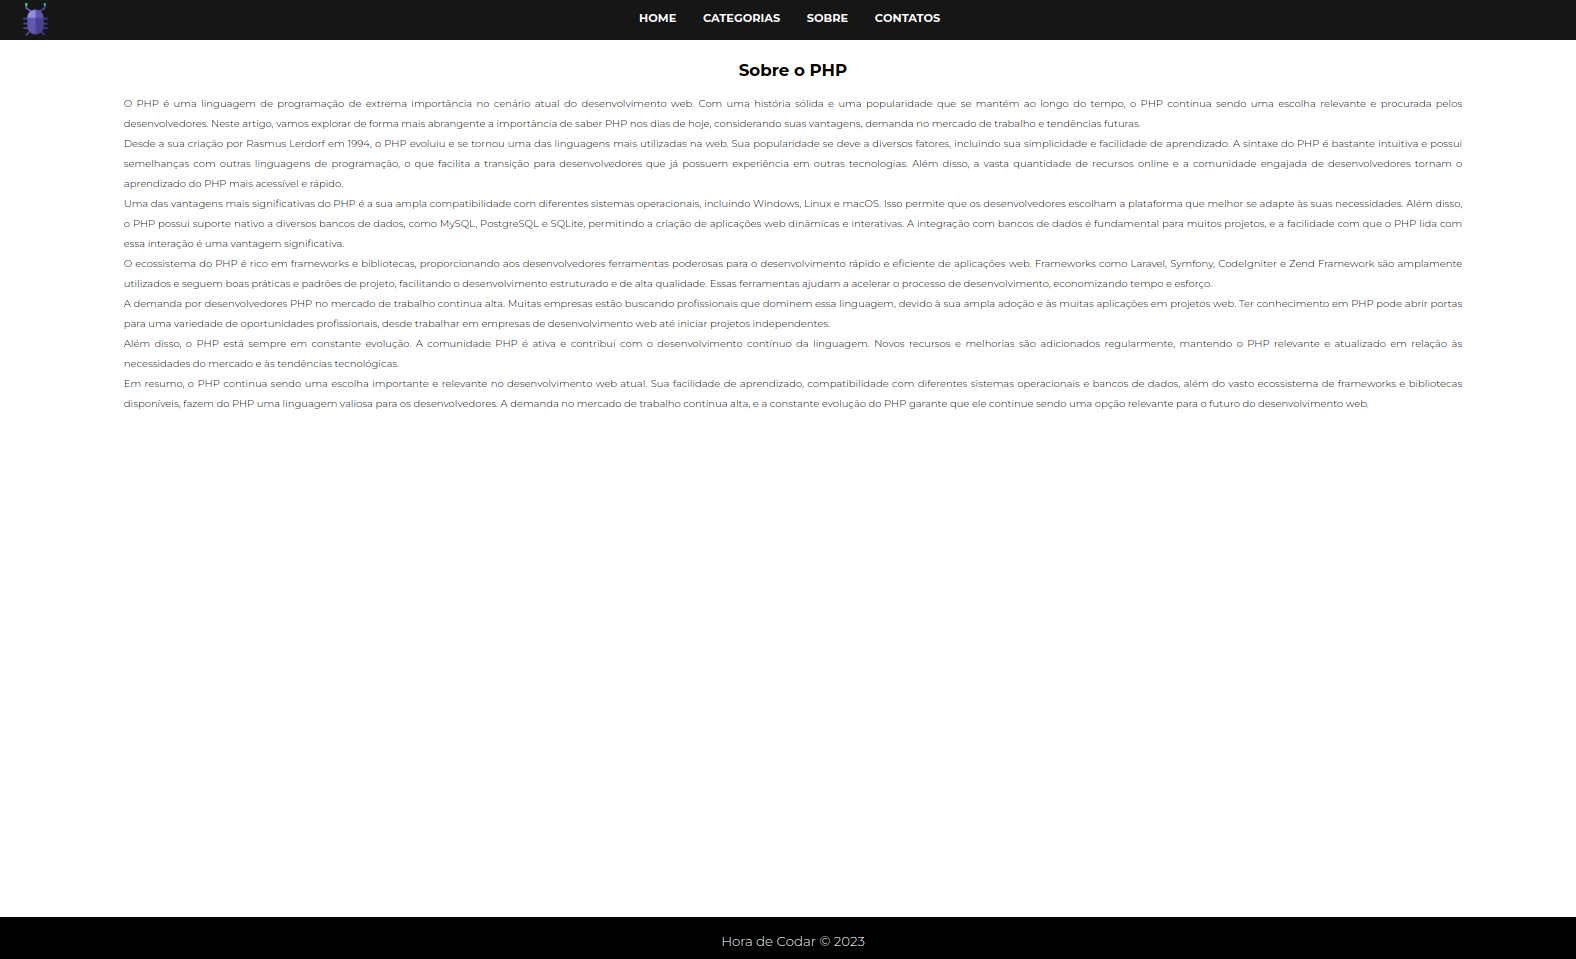 HOME CATEGORIAS SOBRE CONTATOS
Sobre o PHP
O PHP é uma linguagem de programação de extrema importância no cenário atual do desenvolvimento web. Com uma história sólida e uma popularidade que se mantém ao longo do tempo, o PHP continua sendo uma escolha relevante e procurada pelos
desenvolvedores. Neste artigo, vamos explorar de forma mais abrangente a importância de saber PHP nos dias de hoje, considerando suas vantagens, demanda no mercado de trabalho e tendências futuras.
Desde a sua criação por Rasmus Lerdorf em 1994, o PHP evoluiu e se tornou uma das linguagens mais utilizadas na web. Sua popularidade se deve a diversos fatores, incluindo sua simplicidade e facilidade de aprendizado. A sintaxe do PHP é bastante intuitiva e possui
semelhanças com outras linguagens de programação, o que facilita a transição para desenvolvedores que já possuem experiência em outras tecnologias. Além disso, a vasta quantidade de recursos online e a comunidade engajada de desenvolvedores tornam o
aprendizado do PHP mais acessível e rápido.
Uma das vantagens mais significativas do PHP é a sua ampla compatibilidade com diferentes sistemas operacionais, incluindo Windows, Linux e macOS. Isso permite que os desenvolvedores escolham a plataforma que melhor se adapte às suas necessidades. Além disso,
o PHP possui suporte nativo a diversos bancos de dados, como MySQL, PostgreSQL e SQLite, permitindo a criação de aplicações web dinâmicas e interativas. A integração com bancos de dados é fundamental para muitos projetos, e a facilidade com que o PHP lida com
essa interação é uma vantagem significativa.
O ecossistema do PHP é rico em frameworks e bibliotecas, proporcionando aos desenvolvedores ferramentas poderosas para o desenvolvimento rápido e eficiente de aplicações web. Frameworks como Laravel, Symfony, CodeIgniter e Zend Framework são amplamente
utilizados e seguem boas práticas e padrões de projeto, facilitando o desenvolvimento estruturado e de alta qualidade. Essas ferramentas ajudam a acelerar o processo de desenvolvimento, economizando tempo e esforço.
A demanda por desenvolvedores PHP no mercado de trabalho continua alta. Muitas empresas estão buscando profissionais que dominem essa linguagem, devido à sua ampla adoção e às muitas aplicações em projetos web. Ter conhecimento em PHP pode abrir portas
para uma variedade de oportunidades profissionais, desde trabalhar em empresas de desenvolvimento web até iniciar projetos independentes.
Além disso, o PHP está sempre em constante evolução. A comunidade PHP é ativa e contribui com o desenvolvimento contínuo da linguagem. Novos recursos e melhorias são adicionados regularmente, mantendo o PHP relevante e atualizado em relação às
necessidades do mercado e às tendências tecnológicas.
Em resumo, o PHP continua sendo uma escolha importante e relevante no desenvolvimento web atual. Sua facilidade de aprendizado, compatibilidade com diferentes sistemas operacionais e bancos de dados, além do vasto ecossistema de frameworks e bibliotecas
disponíveis, fazem do PHP uma linguagem valiosa para os desenvolvedores. A demanda no mercado de trabalho continua alta, e a constante evolução do PHP garante que ele continue sendo uma opção relevante para o futuro do desenvolvimento web.
Hora de Codar © 2023